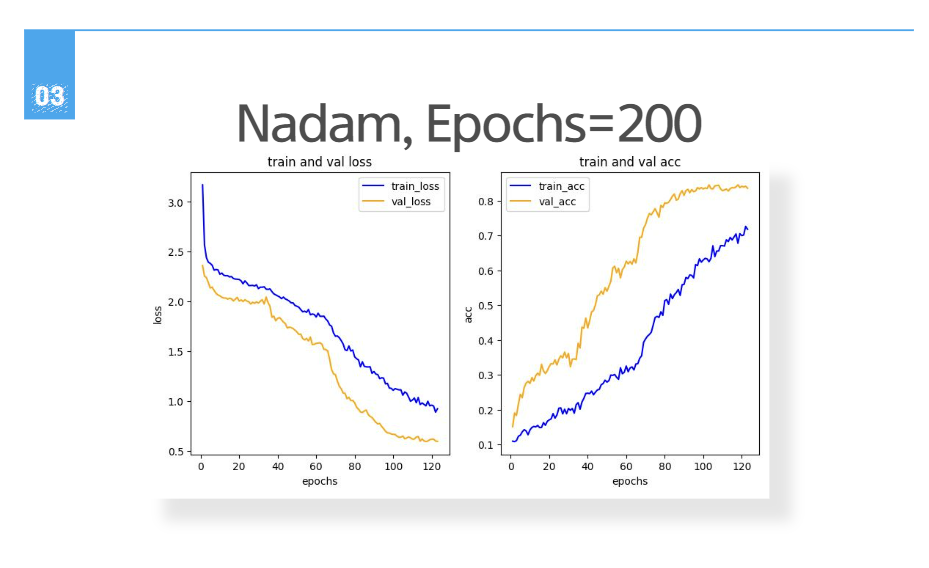 03
Nadam, Epochs=200
train and val loss
train_loss
val_loss
3.0
2.5
2.0
1.5
1.0
0.5
loss
0 20 40 60 80 100 120
epochs
train and val acc
train_acc
val_acc
0.8
0.7
0.6
0.5
0.4
0.3
0.2
0.1
acc
0 20 40 60 80 100 120
epochs